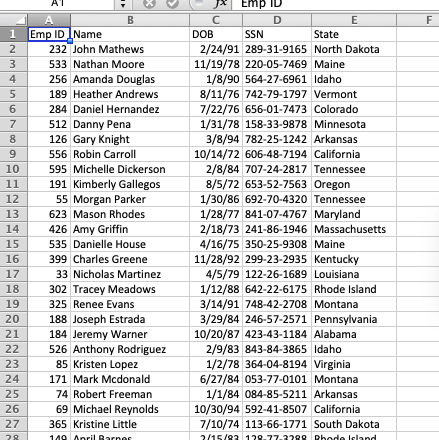 A1 fx Emp ID
A B C D E F
1 Emp ID Name DOB SSN State
2 232 John Mathews 2/24/91 289-31-9165 North Dakota
3 533 Nathan Moore 11/19/78 220-05-7469 Maine
4 256 Amanda Douglas 1/8/90 564-27-6961 Idaho
5 189 Heather Andrews 8/11/76 742-79-1797 Vermont
6 284 Daniel Hernandez 7/22/76 656-01-7473 Colorado
7 512 Danny Pena 1/31/78 158-33-9878 Minnesota
8 126 Gary Knight 3/8/94 782-25-1242 Arkansas
9 556 Robin Carroll 10/14/72 606-48-7194 California
10 595 Michelle Dickerson 2/8/84 707-24-2817 Tennessee
11 191 Kimberly Gallegos 8/5/72 653-52-7563 Oregon
12 55 Morgan Parker 1/30/86 692-70-4320 Tennessee
13 623 Mason Rhodes 1/28/77 841-07-4767 Maryland
14 426 Amy Griffin 2/18/73 241-86-1946 Massachusetts
15 535 Danielle House 4/16/75 350-25-9308 Maine
16 399 Charles Greene 11/28/92 299-23-2935 Kentucky
17 33 Nicholas Martinez 4/5/79 122-26-1689 Louisiana
18 302 Tracey Meadows 1/12/88 642-22-6175 Rhode Island
19 325 Renee Evans 3/14/91 748-42-2708 Montana
20 188 Joseph Estrada 3/29/84 246-57-2571 Pennsylvania
21 184 Jeremy Warner 10/20/87 423-43-1184 Alabama
22 526 Anthony Rodriguez 2/9/83 843-84-3865 Idaho
23 85 Kristen Lopez 1/2/78 364-04-8194 Virginia
24 171 Mark Mcdonald 6/27/84 053-77-0101 Montana
25 74 Robert Freeman 1/1/84 084-85-5211 Arkansas
26 69 Michael Reynolds 10/30/94 592-41-8507 California
27 365 Kristine Little 7/10/74 113-66-1771 South Dakota
28 149 April Barnes 2/15/83 128-77-3288 Rhode Island